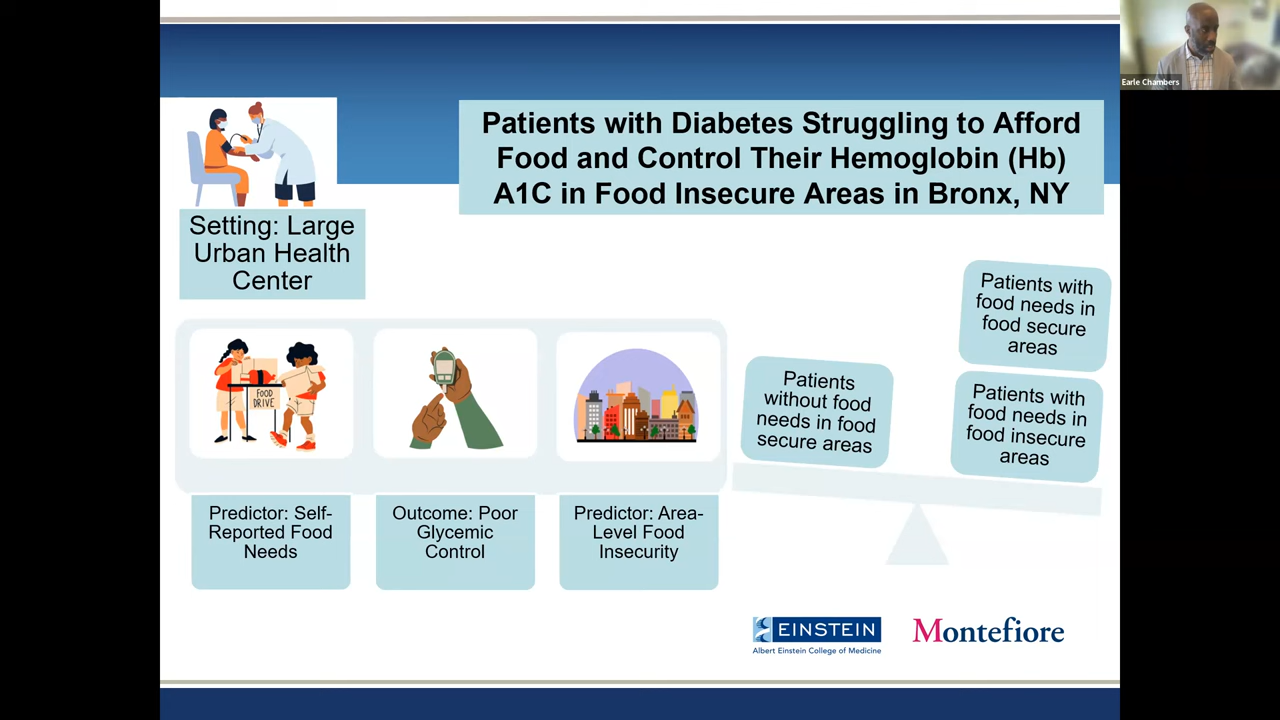 Earle Chambers
Patients with Diabetes Struggling to Afford
Food and Control Their Hemoglobin (Hb)
A1C in Food Insecure Areas in Bronx, NY
Setting: Large
Urban Health
Center
FOOD
DRIVE
Predictor: Self-
Reported Food
Needs
Outcome: Poor
Glycemic
Control
Predictor: Area-
Level Food
Insecurity
Patients
without food
needs in food
secure areas
Patients with
food needs in
food secure
areas
Patients with
food needs in
food insecure
areas
EINSTEIN
Albert Einstein College of Medicine
Montefiore